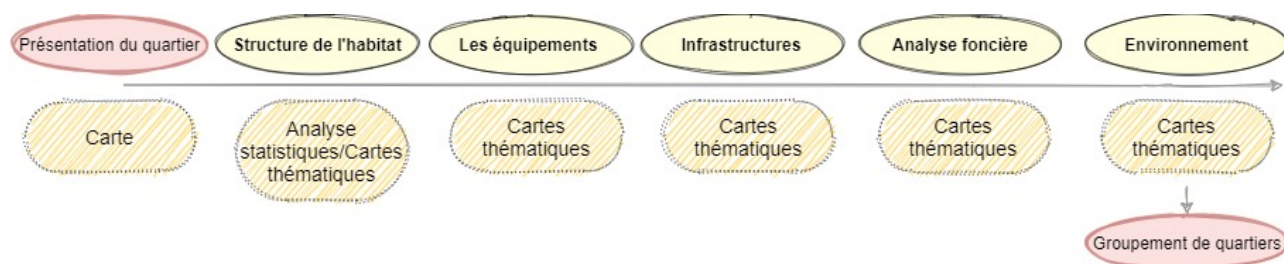 Présentation du quartier
Structure de l'habitat
Les équipements
Infrastructures
Analyse foncière
Environnement
Carte
Analyse
statistiques/Cartes
thématiques
Cartes
thématiques
Cartes
thématiques
Cartes
thématiques
Cartes
thématiques
Groupement de quartiers